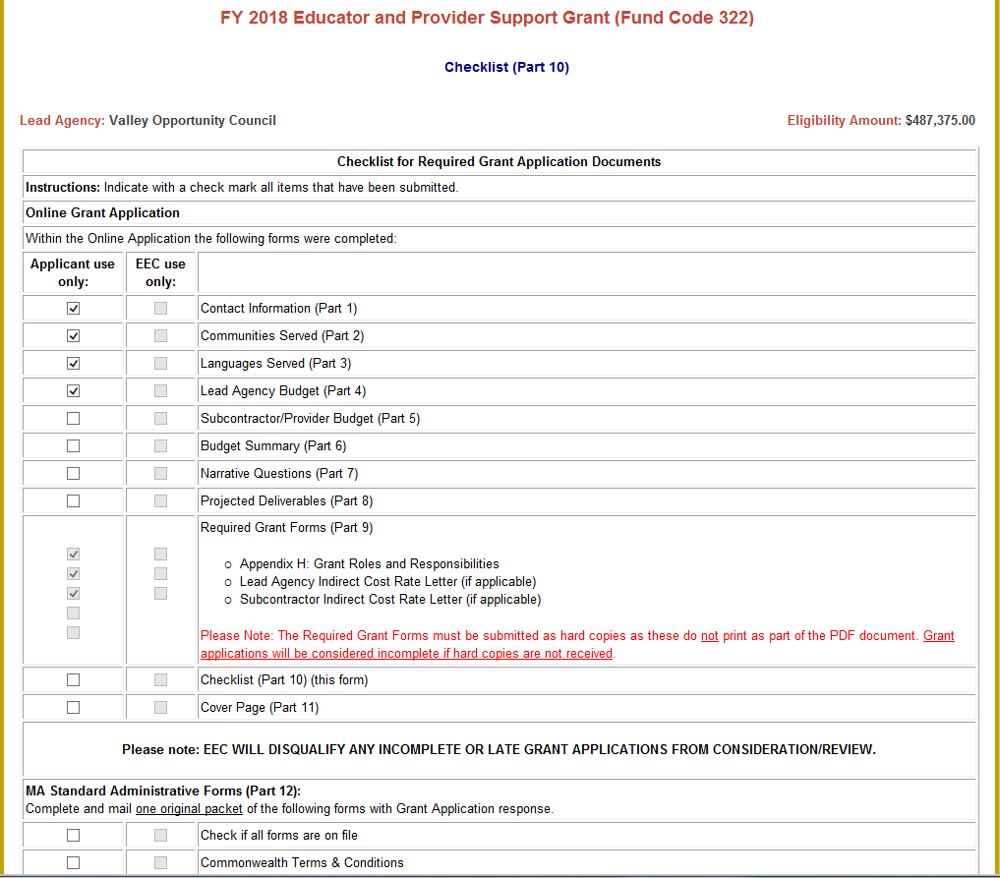 FY 2018 Educator and Provider Support Grant (Fund Code 322)
Checklist (Part 10)
Lead Agency: Valley Opportunity Council
Eligibility Amount: $487,375.00
Checklist for Required Grant Application Documents
Instructions: Indicate with a check mark all items that have been submitted.
Online Grant Application
Within the Online Application the following forms were completed:
Applicant use
only:
EEC use
only:
Contact Information (Part 1)
Communities Served (Part 2)
Languages Served (Part 3)
Lead Agency Budget (Part 4)
Subcontractor/Provider Budget (Part 5)
Budget Summary (Part 6)
Narrative Questions (Part 7)
Projected Deliverables (Part 8)
Required Grant Forms (Part 9)
Appendix H: Grant Roles and Responsibilities
Lead Agency Indirect Cost Rate Letter (if applicable)
Subcontractor Indirect Cost Rate Letter (if applicable)
Please Note: The Required Grant Forms must be submitted as hard copies as these do not print as part of the PDF document. Grant
applications will be considered incomplete if hard copies are not received.
Checklist (Part 10) (this form)
Cover Page (Part 11)
Please note: EEC WILL DISQUALIFY ANY INCOMPLETE OR LATE GRANT APPLICATIONS FROM CONSIDERATION/REVIEW.
MA Standard Administrative Forms (Part 12):
Complete and mail one original packet of the following forms with Grant Application response.
Check if all forms are on file
Commonwealth Terms & Conditions